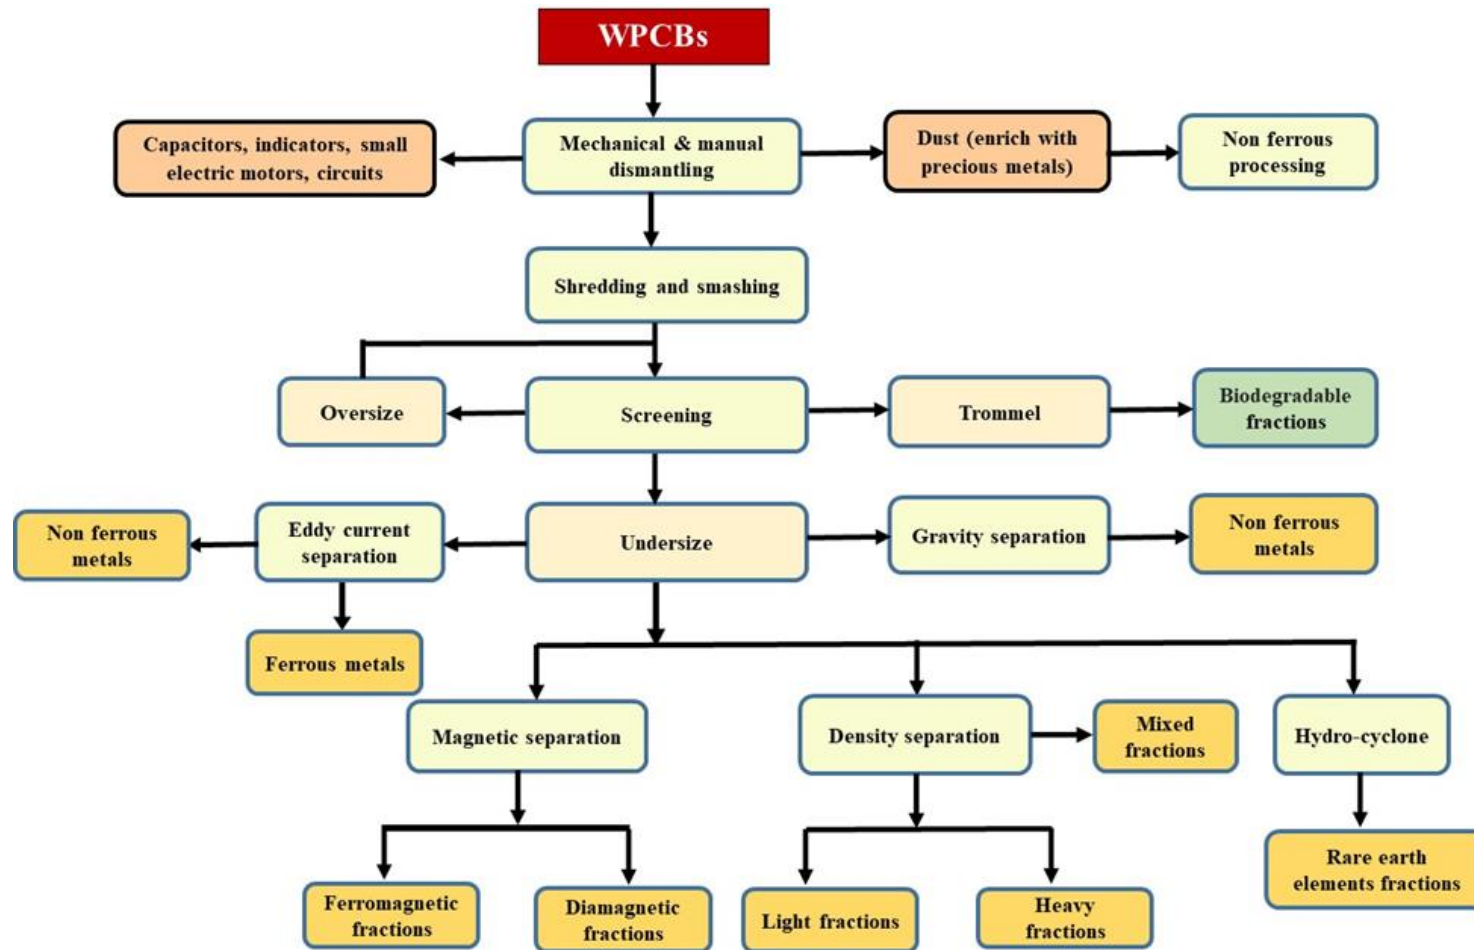 WPCBs
Capacitors, indicators, small
electric motors, circuits
Mechanical & manual
dismantling
Dust (enrich with
precious metals)
Non ferrous
processing
Shredding and smashing
Oversize
Screening
Trommel
Biodegradable
fractions
Non ferrous
metals
Eddy current
separation
Undersize
Gravity separation
Non ferrous
metals
Ferrous metals
Magnetic separation
Density separation
Mixed
fractions
Hydro-cyclone
Ferromagnetic
fractions
Diamagnetic
fractions
Light fractions
Heavy
fractions
Rare earth
elements fractions